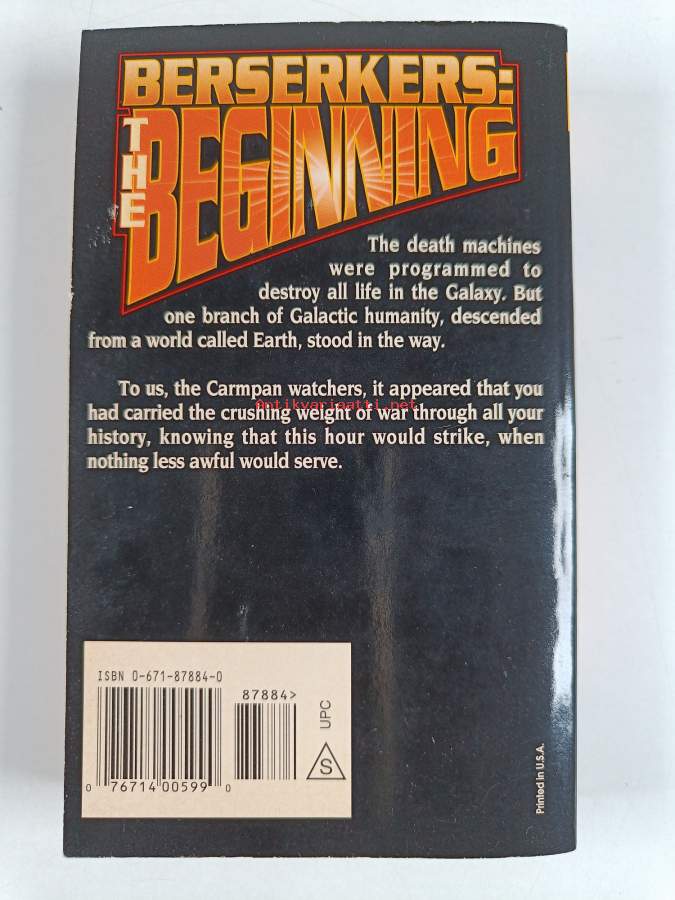 BERSERKERS:
THE
BEGINNING
The death machines
were programmed to
destroy all life in the Galaxy. But
one branch of Galactic humanity, descended
from a world called Earth, stood in the way.
To us, the Carmpan watchers, it appeared that you
Antikvariaatti.net
had carried the crushing weight of war through all your
history, knowing that this hour would strike, when
nothing less awful would serve.
ISBN 0-671-87884-0
87884>
UPC
S
0 76714 00599 0
Printed in U.S.A.